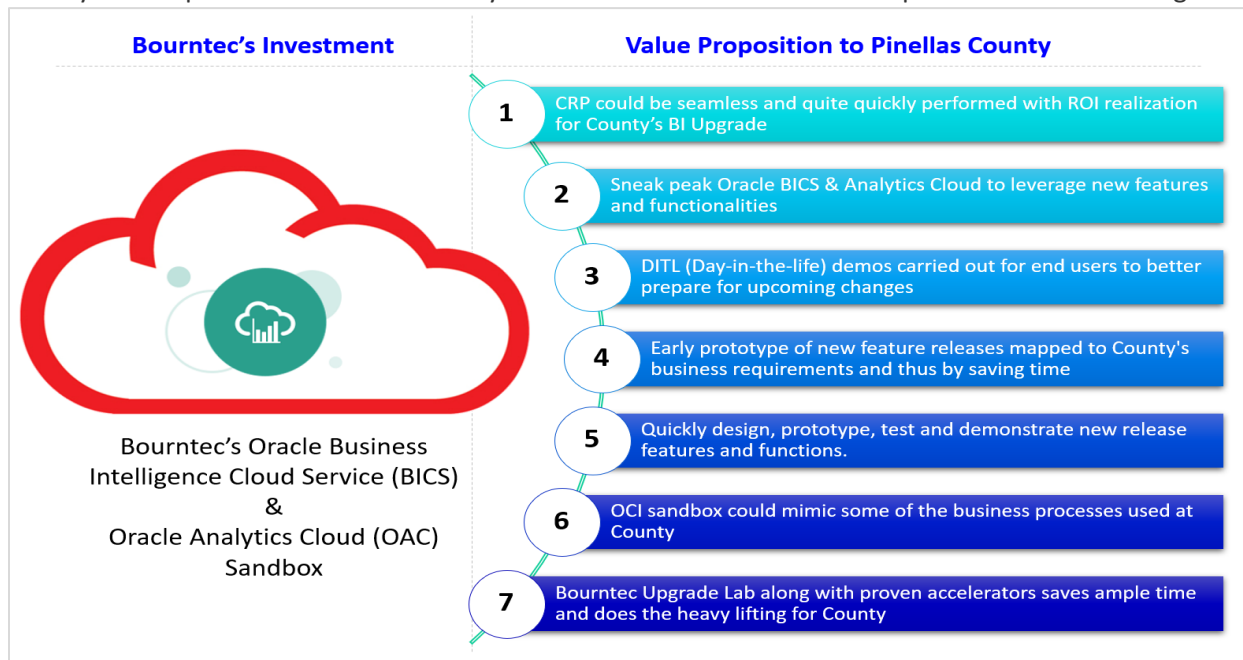 Bourntec's Investment
Value Proposition to Pinellas County
1
CRP could be seamless and quite quickly performed with ROI realization
for County's BI Upgrade
2
Sneak peak Oracle BICS & Analytics Cloud to leverage new features
and functionalities
3
DITL (Day-in-the-life) demos carried out for end users to better
prepare for upcoming changes
4
Early prototype of new feature releases mapped to County's
business requirements and thus by saving time
5
Quickly design, prototype, test and demonstrate new release
features and functions.
6
OCI sandbox could mimic some of the business processes used at
County
7
Bourntec Upgrade Lab along with proven accelerators saves ample time
and does the heavy lifting for County
Bourntec's Oracle Business
Intelligence Cloud Service (BICS)
&
Oracle Analytics Cloud (OAC)
Sandbox